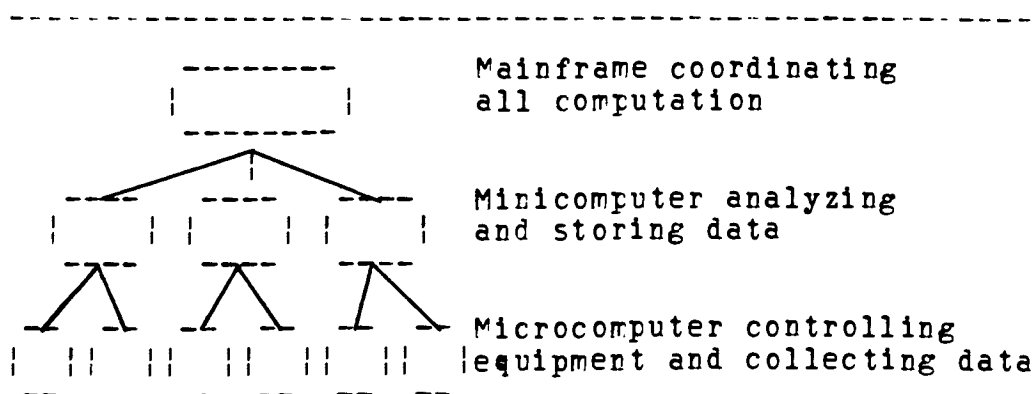 Mainframe coordinating
all computation
Minicomputer analyzing
and storing data
Microcomputer controlling
equipment and collecting data